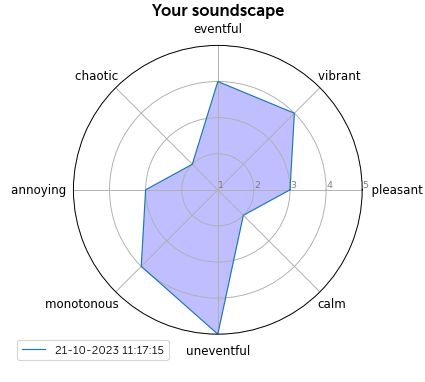 Your soundscape
eventful
chaotic
vibrant
annoying
1
2
3
4
5
pleasant
monotonous
calm
uneventful
21-10-2023 11:17:15